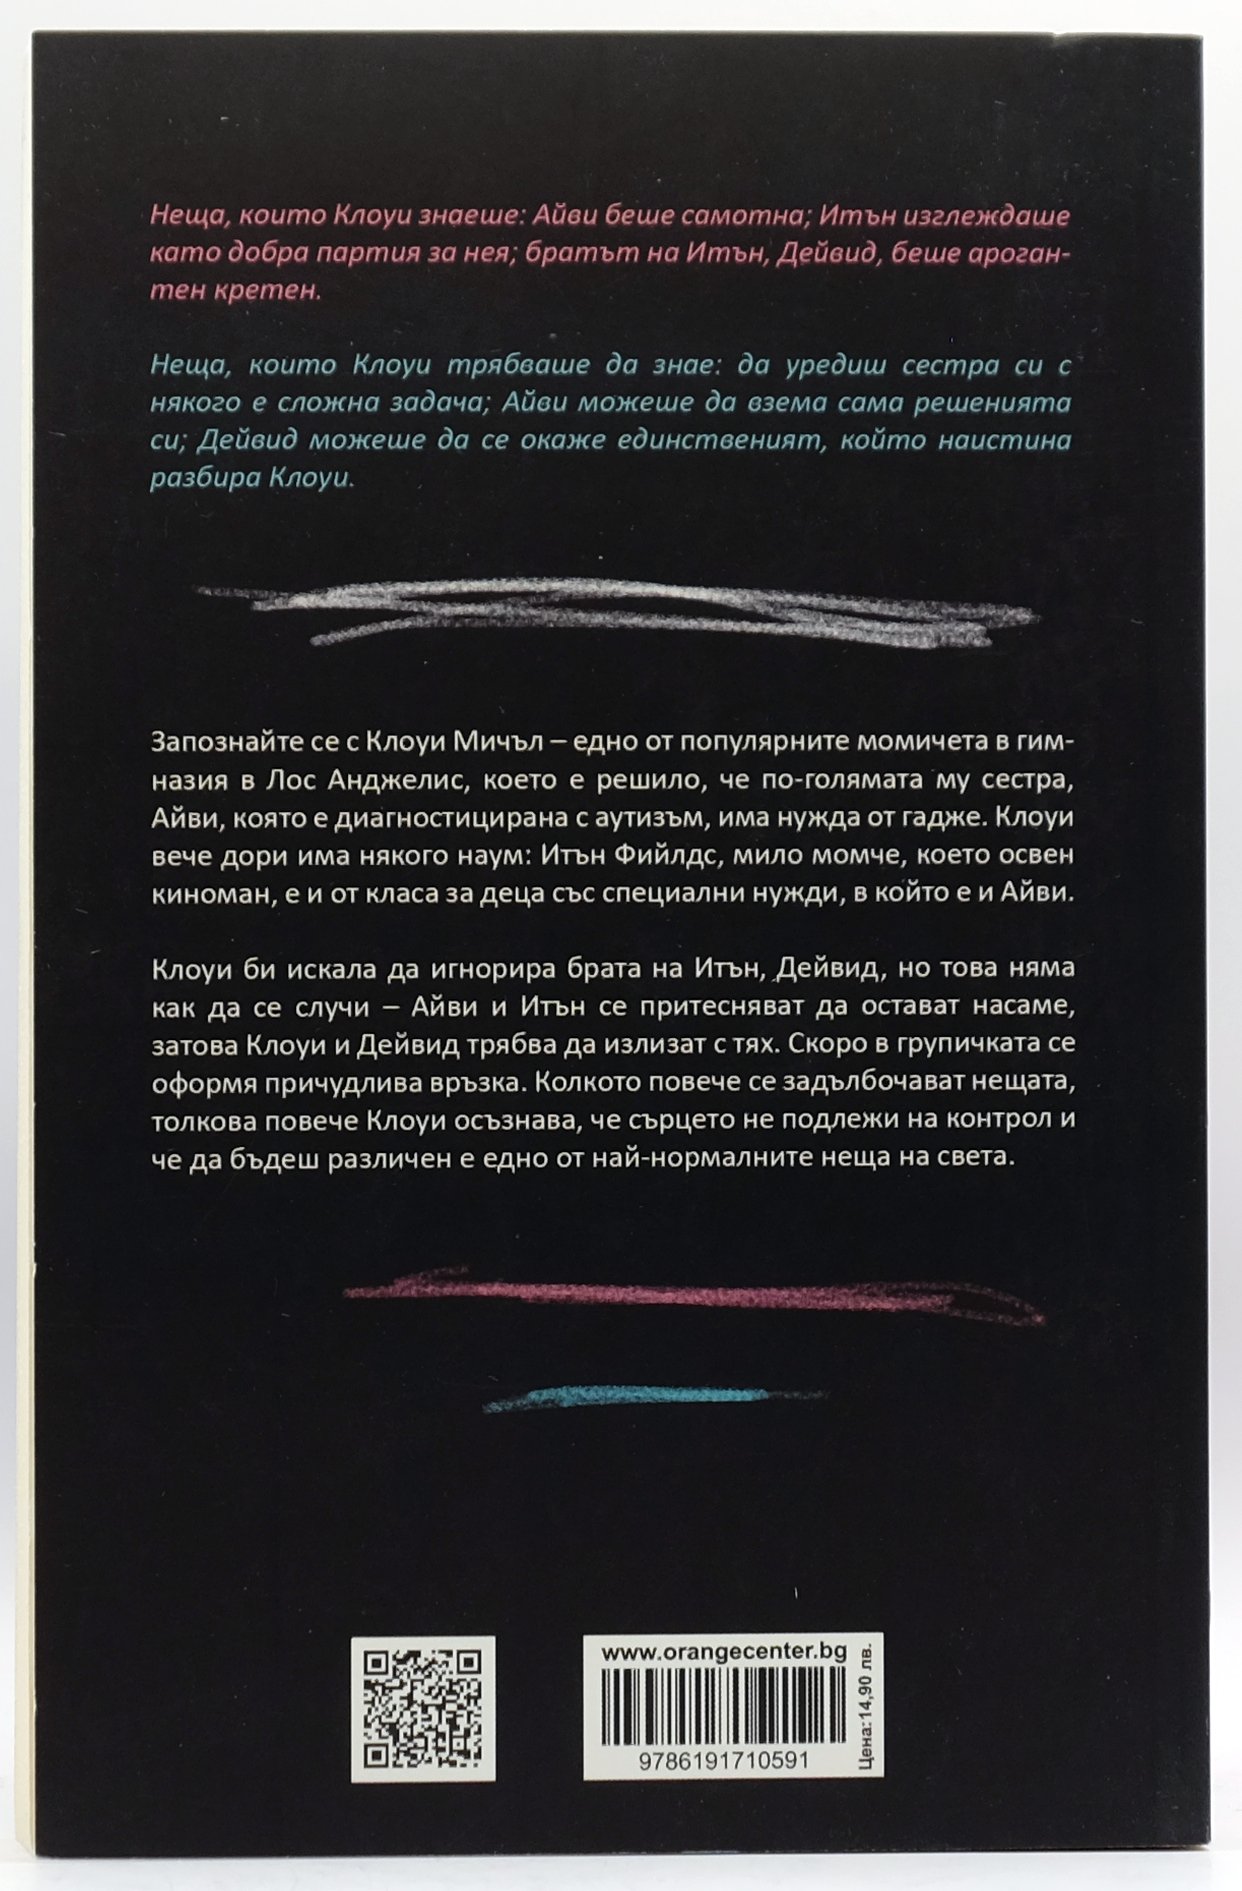 Неща, които Клоуи знаеше: Айви беше самотна; Итън изглеждаше
като добра партия за нея; братът на Итън, Дейвид, беше ароган-
тен кретен.
Неща, които Клоуи трябваше да знае: да уредиш сестра си с
някого е сложна задача; Айви можеше да взема сама решенията
си; Дейвид можеше да се окаже единственият, който наистина
разбира Клоуи.
Запознайте се с Клоуи Мичъл – едно от популярните момичета в гим-
назия в Лос Анджелис, което е решило, че по-голямата му сестра,
Айви, която е диагностицирана с аутизъм, има нужда от гадже. Клоуи
вече дори има някого наум: Итън Фийлдс, мило момче, което освен
киноман, е и от класа за деца със специални нужди, в който е и Айви.
Клоуи би искала да игнорира брата на Итън, Дейвид, но това няма
как да се случи – Айви и Итън се притесняват да остават насаме,
затова Клоуи и Дейвид трябва да излизат с тях. Скоро в групичката се
оформя причудлива връзка. Колкото повече се задълбочават нещата,
толкова повече Клоуи осъзнава, че сърцето не подлежи на контрол и
че да бъдеш различен е едно от най-нормалните неща на света.
www.orangecenter.bg
9786191710591
Цена:14,90 лв.